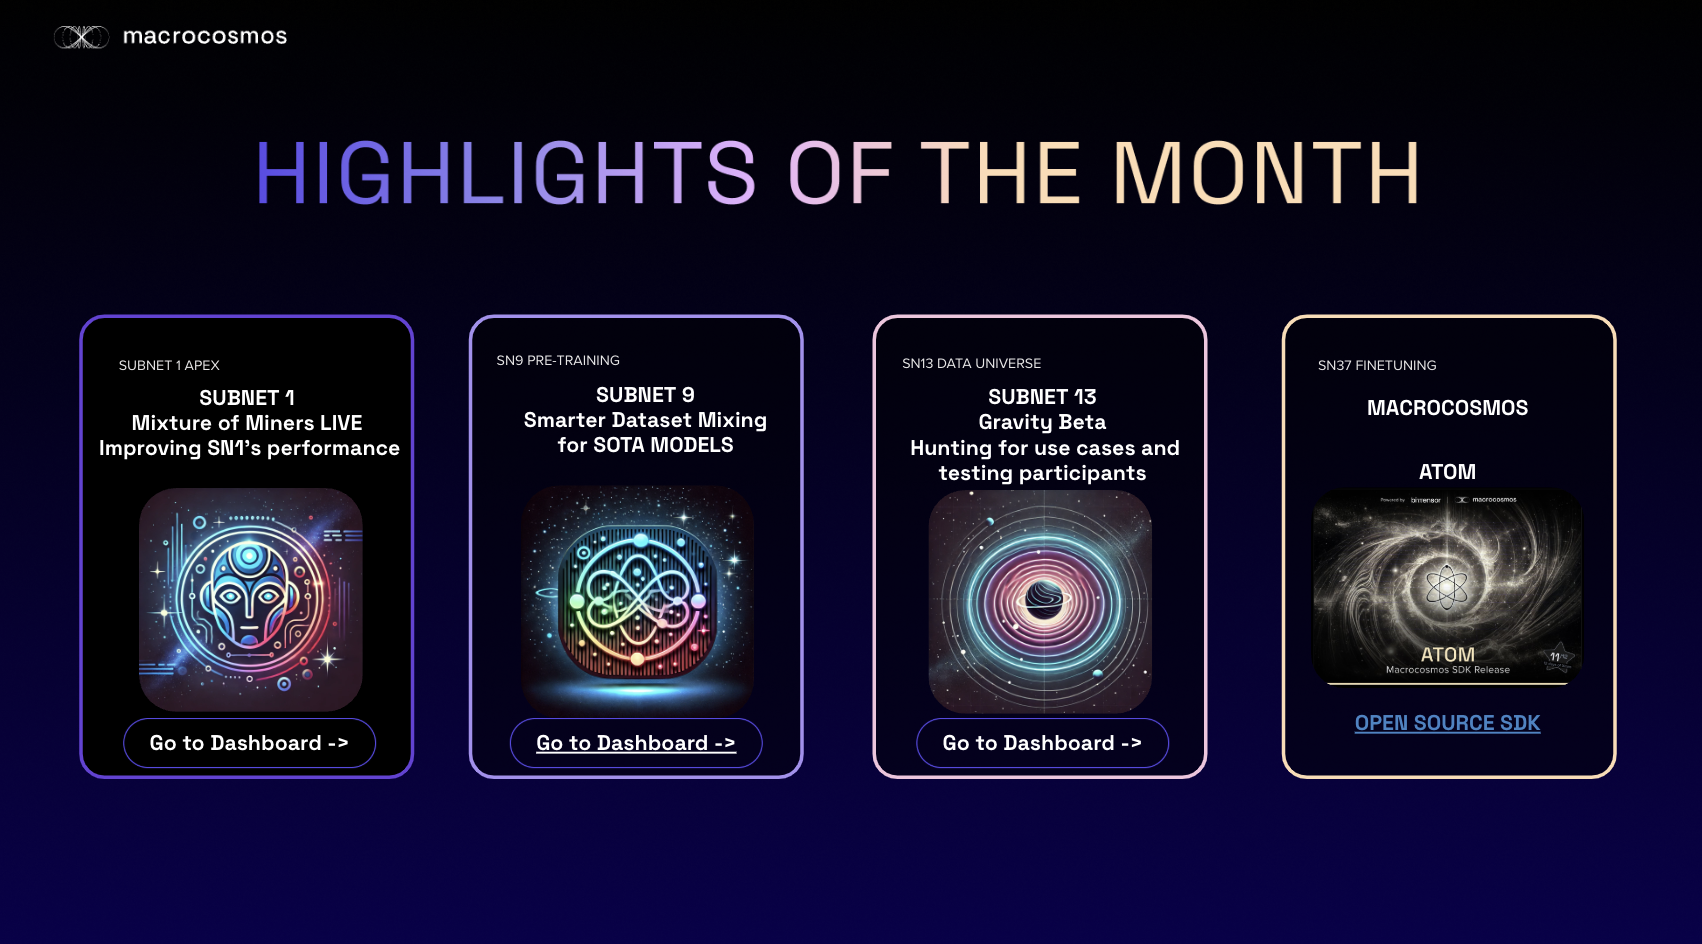 macrocosmos
HIGHLIGHTS OF THE MONTH
SUBNET 1 APEX
SUBNET 1
Mixture of Miners LIVE
Improving SN1's performance
Go to Dashboard ->
SN9 PRE-TRAINING
SUBNET 9
Smarter Dataset Mixing
for SOTA MODELS
Go to Dashboard ->
SN13 DATA UNIVERSE
SUBNET 13
Gravity Beta
Hunting for use cases and
testing participants
Go to Dashboard ->
SN37 FINETUNING
MACROCOSMOS
ATOM
Powered by bittensor macrocosmos
ATOM
Macrocosmos SDK Release
OPEN SOURCE SDK